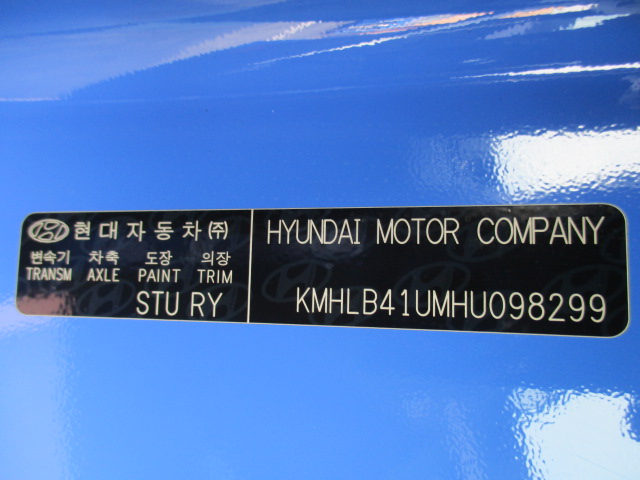 현대자동차㈜
변속기 차축 도장 의장
TRANSM AXLE PAINT TRIM
STU RY
HYUNDAI MOTOR COMPANY
KMHLB41UMHU098299